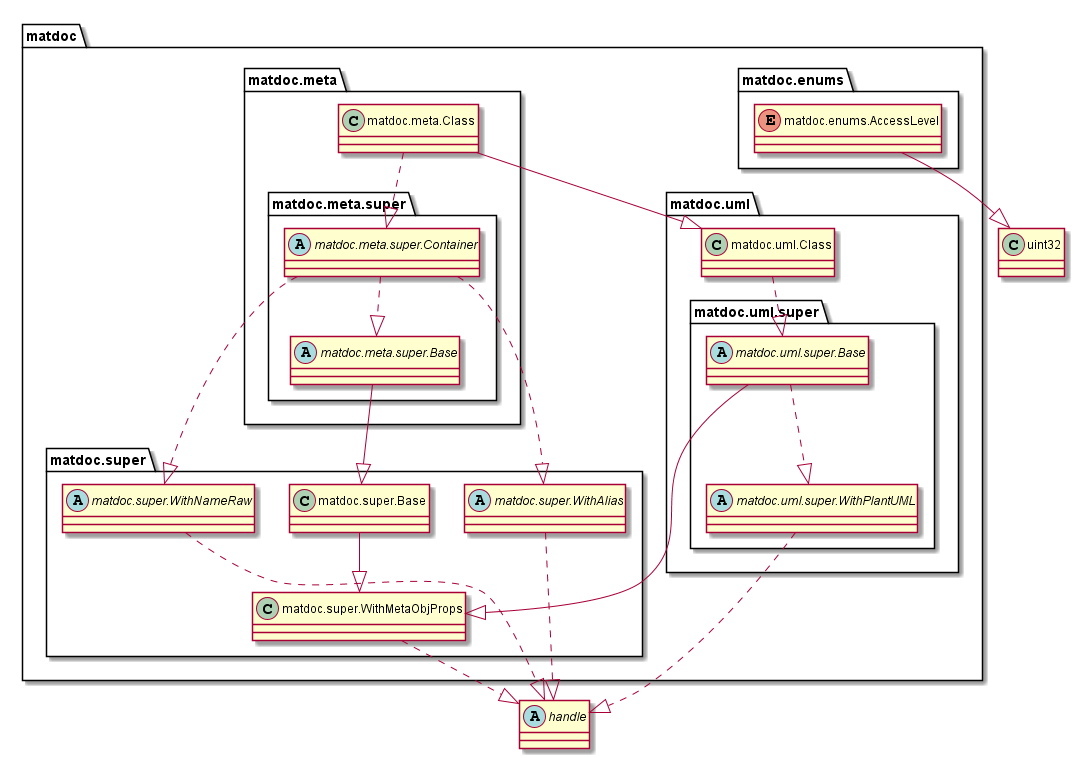 matdoc
matdoc.meta
matdoc.enums
C matdoc.meta.Class
E matdoc.enums.AccessLevel
matdoc.meta.super
matdoc.uml
A matdoc.meta.super.Container
C matdoc.uml.Class
C uint32
matdoc.uml.super
A matdoc.meta.super.Base
A matdoc.uml.super.Base
matdoc.super
A matdoc.super.WithNameRaw
C matdoc.super.Base
A matdoc.super.WithAlias
A matdoc.uml.super.WithPlantUML
C matdoc.super.WithMetaObjProps
A handle